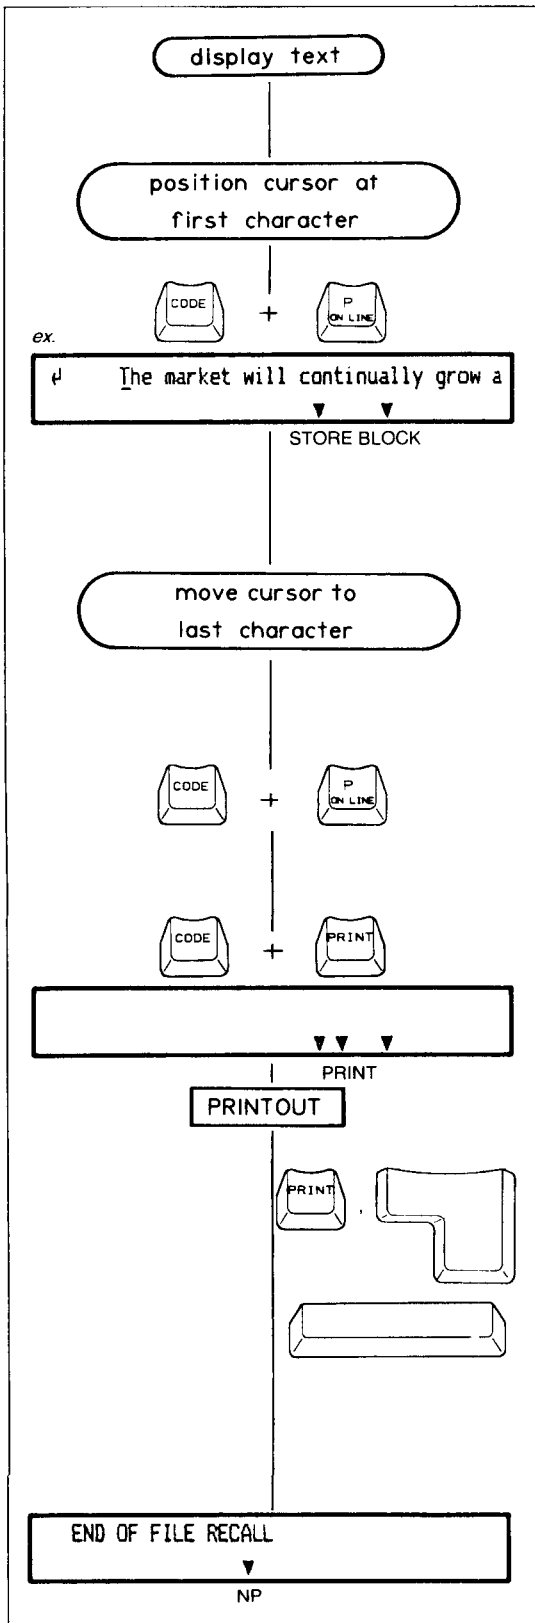 display text
position cursor at
first character
CODE + P
ON LINE
ex.
↵ The market will continually grow a
▼ ▼
STORE BLOCK
move cursor to
last character
CODE + P
ON LINE
CODE + PRINT
▼ ▼ ▼
PRINT
PRINTOUT
PRINT ,
END OF FILE RECALL
▼
NP